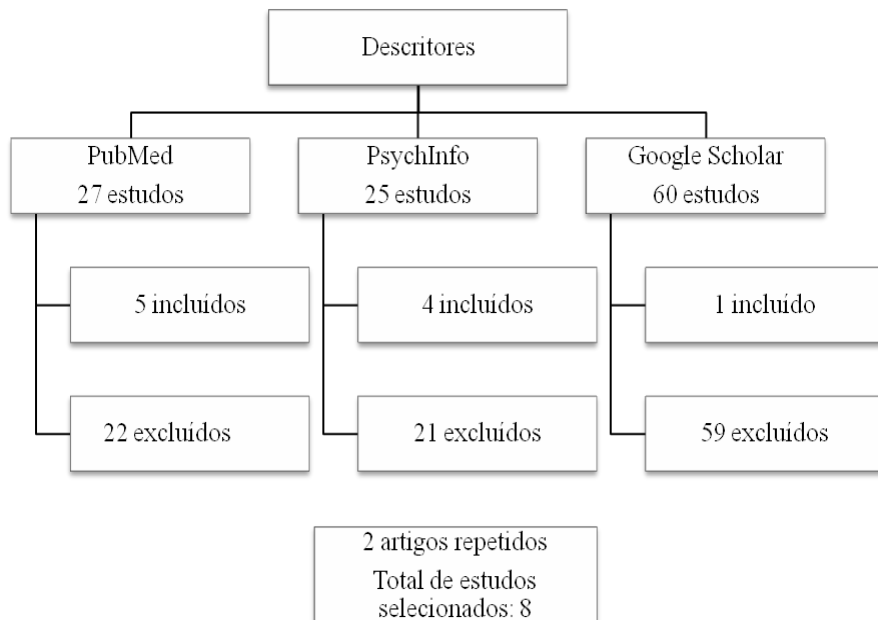 Descritores
PubMed
27 estudos
PsychInfo
25 estudos
Google Scholar
60 estudos
5 incluídos
4 incluídos
1 incluído
22 excluídos
21 excluídos
59 excluídos
2 artigos repetidos
Total de estudos
selecionados: 8